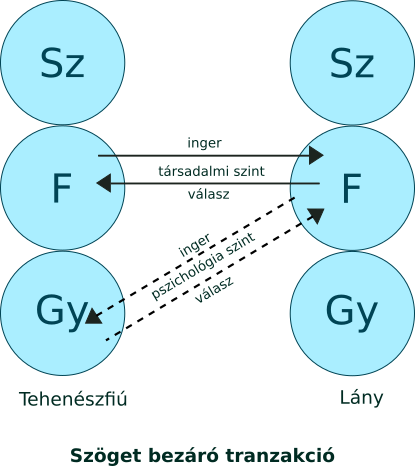 Sz
Sz
inger
F
társadalmi szint
F
válasz
inger
pszichológia szint
válasz
Gy
Gy
Tehenészfiú
Lány
Szöget bezáró tranzakció